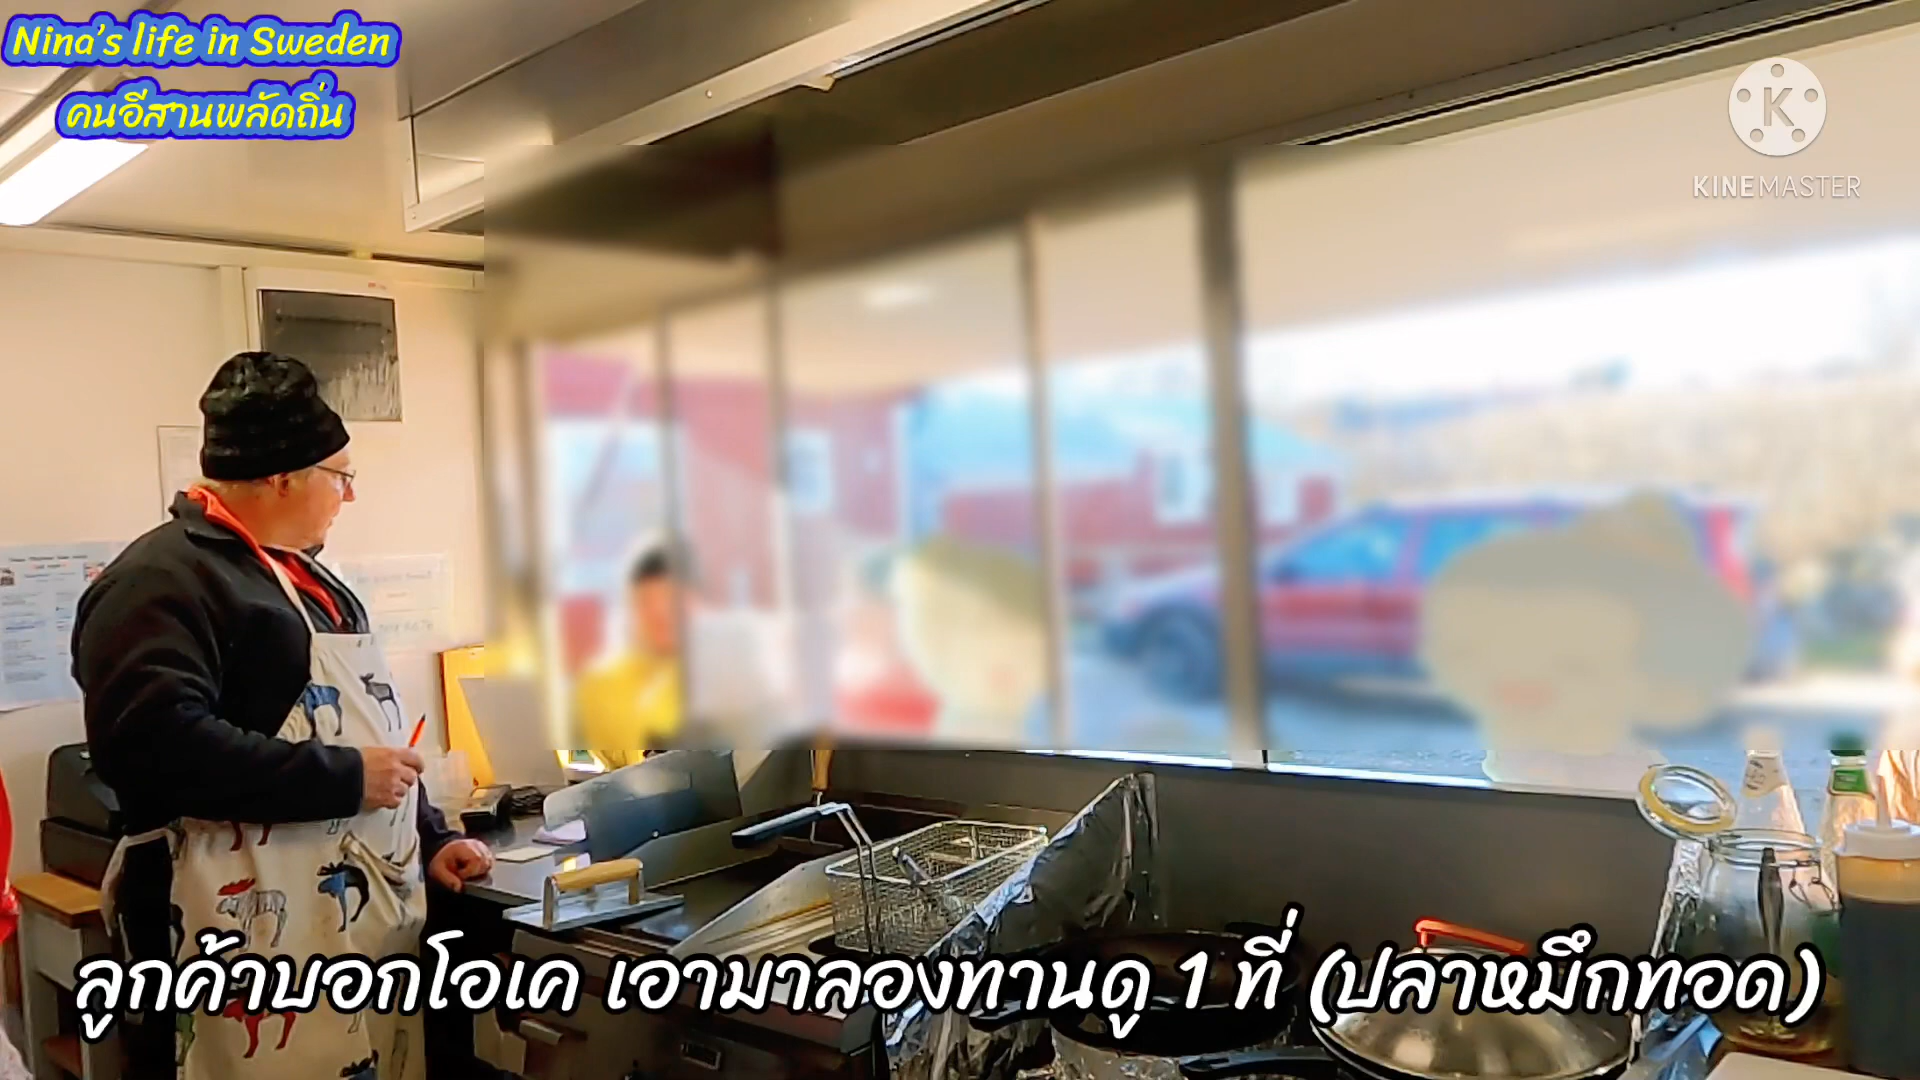 Nina's life in Sweden
คนอีสานพลัดถิ่น
KINEMASTER
ลูกค้าบอกโอเค เอามาลองทานดู 1 ที่ (ปลาหมึกทอด)